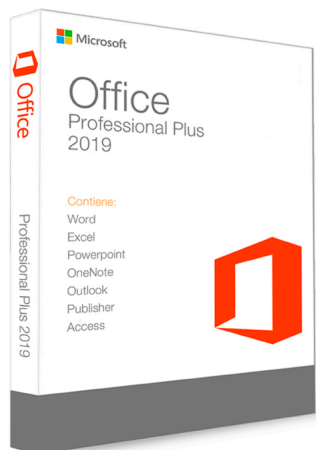 Microsoft
Office
Professional Plus
2019
Contiene:
Word
Excel
Powerpoint
OneNote
Outlook
Publisher
Access
Office
Professional Plus 2019